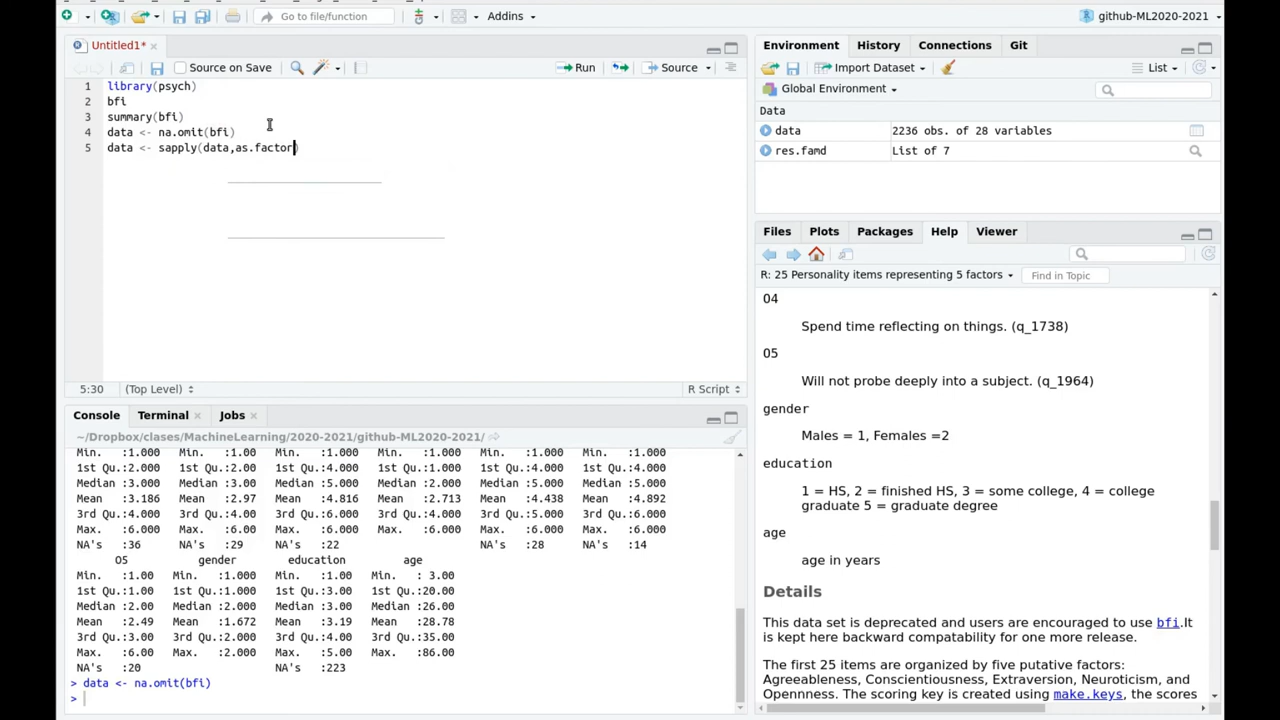 Go to file/function
Addins
github-ML2020-2021
Untitled1*
Source on Save
Run
Source
1 library(psych)
2 bfi
3 summary(bfi)
4 data <- na.omit(bfi)
5 data <- sapply(data,as.factor)
5:30 (Top Level) R Script
Console Terminal Jobs
~/Dropbox/clases/MachineLearning/2020-2021/github-ML2020-2021/
Min. :1.000 Min. :1.00 Min. :1.000 Min. :1.000 Min. :1.000 Min. :1.000
1st Qu.:2.000 1st Qu.:2.00 1st Qu.:4.000 1st Qu.:1.000 1st Qu.:4.000 1st Qu.:4.000
Median :3.000 Median :3.00 Median :5.000 Median :2.000 Median :5.000 Median :5.000
Mean :3.186 Mean :2.97 Mean :4.816 Mean :2.713 Mean :4.438 Mean :4.892
3rd Qu.:4.000 3rd Qu.:4.00 3rd Qu.:6.000 3rd Qu.:4.000 3rd Qu.:5.000 3rd Qu.:6.000
Max. :6.000 Max. :6.00 Max. :6.000 Max. :6.000 Max. :6.000 Max. :6.000
NA's :36 NA's :29 NA's :22 NA's :28 NA's :14
O5 gender education age
Min. :1.00 Min. :1.000 Min. :1.00 Min. : 3.00
1st Qu.:1.00 1st Qu.:1.000 1st Qu.:3.00 1st Qu.:20.00
Median :2.00 Median :2.000 Median :3.00 Median :26.00
Mean :2.49 Mean :1.672 Mean :3.19 Mean :28.78
3rd Qu.:3.00 3rd Qu.:2.000 3rd Qu.:4.00 3rd Qu.:35.00
Max. :6.00 Max. :2.000 Max. :5.00 Max. :86.00
NA's :20 NA's :223
> data <- na.omit(bfi)
>
Environment History Connections Git
Import Dataset List
Global Environment
Data
data 2236 obs. of 28 variables
res.famd List of 7
Files Plots Packages Help Viewer
R: 25 Personality items representing 5 factors Find in Topic
O4
Spend time reflecting on things. (q_1738)
O5
Will not probe deeply into a subject. (q_1964)
gender
Males = 1, Females =2
education
1 = HS, 2 = finished HS, 3 = some college, 4 = college
graduate 5 = graduate degree
age
age in years
Details
This data set is deprecated and users are encouraged to use bfi.It
is kept here backward compatability for one more release.
The first 25 items are organized by five putative factors:
Agreeableness, Conscientiousness, Extraversion, Neuroticism, and
Opennness. The scoring key is created using make.keys, the scores